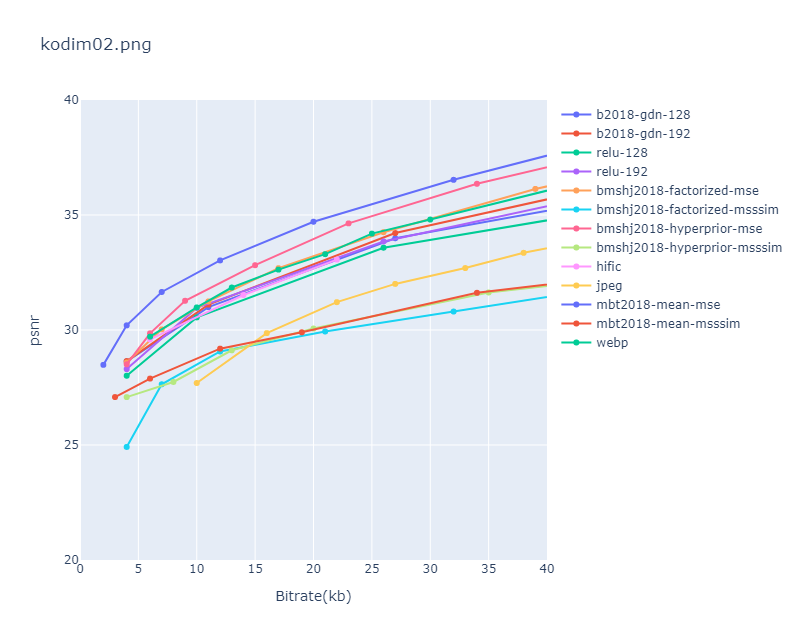 kodim02.png
psnr
40
35
30
25
20
0 5 10 15 20 25 30 35 40
Bitrate(kb)
b2018-gdn-128
b2018-gdn-192
relu-128
relu-192
bmshj2018-factorized-mse
bmshj2018-factorized-msssim
bmshj2018-hyperprior-mse
bmshj2018-hyperprior-msssim
hific
jpeg
mbt2018-mean-mse
mbt2018-mean-msssim
webp